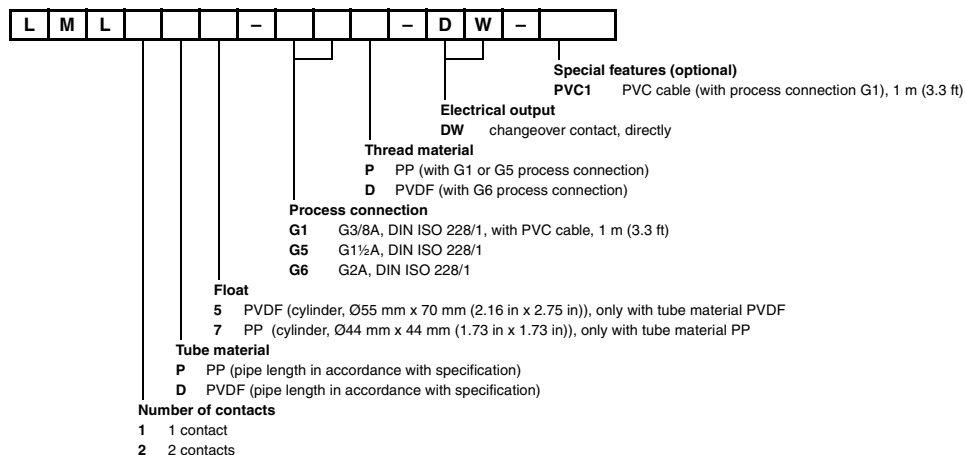 L M L – – D W –
Special features (optional)
PVC1 PVC cable (with process connection G1), 1 m (3.3 ft)
Electrical output
DW changeover contact, directly
Thread material
P PP (with G1 or G5 process connection)
D PVDF (with G6 process connection)
Process connection
G1 G3/8A, DIN ISO 228/1, with PVC cable, 1 m (3.3 ft)
G5 G1½A, DIN ISO 228/1
G6 G2A, DIN ISO 228/1
Float
5 PVDF (cylinder, Ø55 mm x 70 mm (2.16 in x 2.75 in)), only with tube material PVDF
7 PP (cylinder, Ø44 mm x 44 mm (1.73 in x 1.73 in)), only with tube material PP
Tube material
P PP (pipe length in accordance with specification)
D PVDF (pipe length in accordance with specification)
Number of contacts
1 1 contact
2 2 contacts